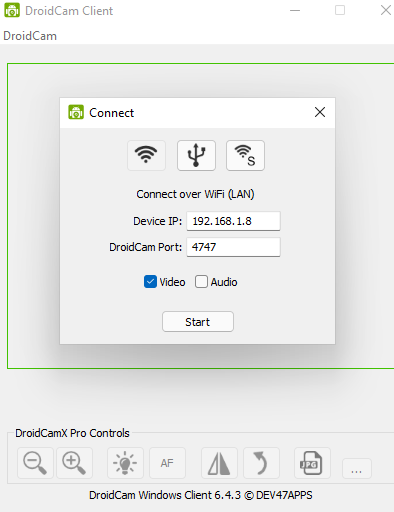 DroidCam Client
DroidCam
Connect
S
Connect over WiFi (LAN)
Device IP: 192.168.1.8
DroidCam Port: 4747
Video Audio
Start
DroidCamX Pro Controls
AF JPG ...
DroidCam Windows Client 6.4.3 © DEV47APPS